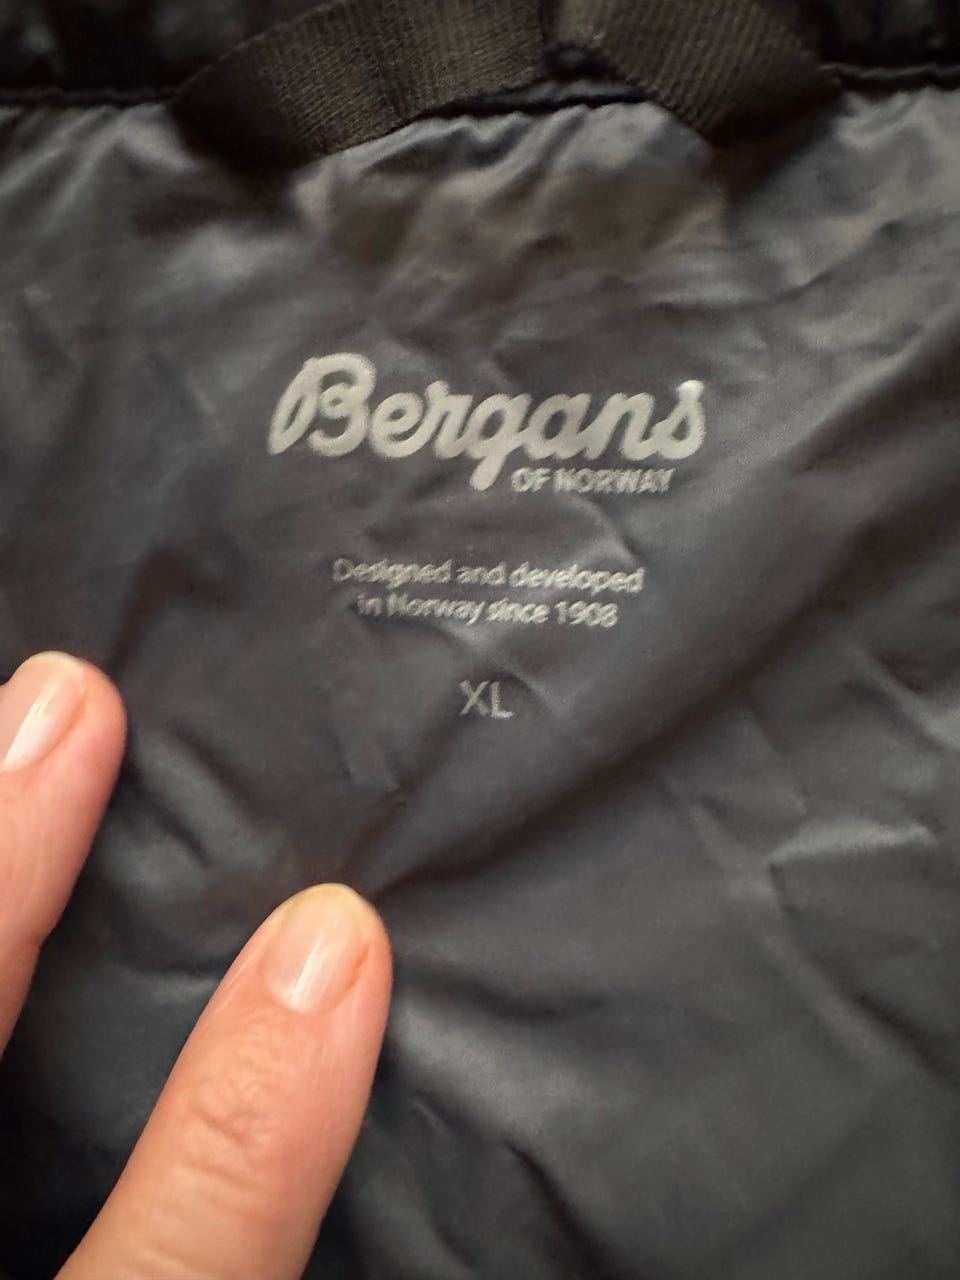 Bergans
OF NORWAY
Designed and developed
in Norway since 1908
XL